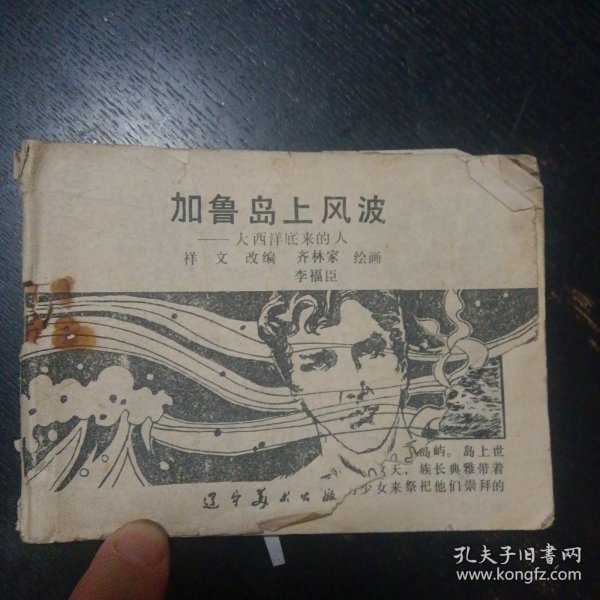 加鲁岛上风波
——大西洋底来的人
祥文 改编 齐林家 绘画
李福臣
岛屿。岛上世
天，族长典雅带着
少女来祭祀他们崇拜的
辽宁美术出版
孔夫子旧书网
www.kongfz.com